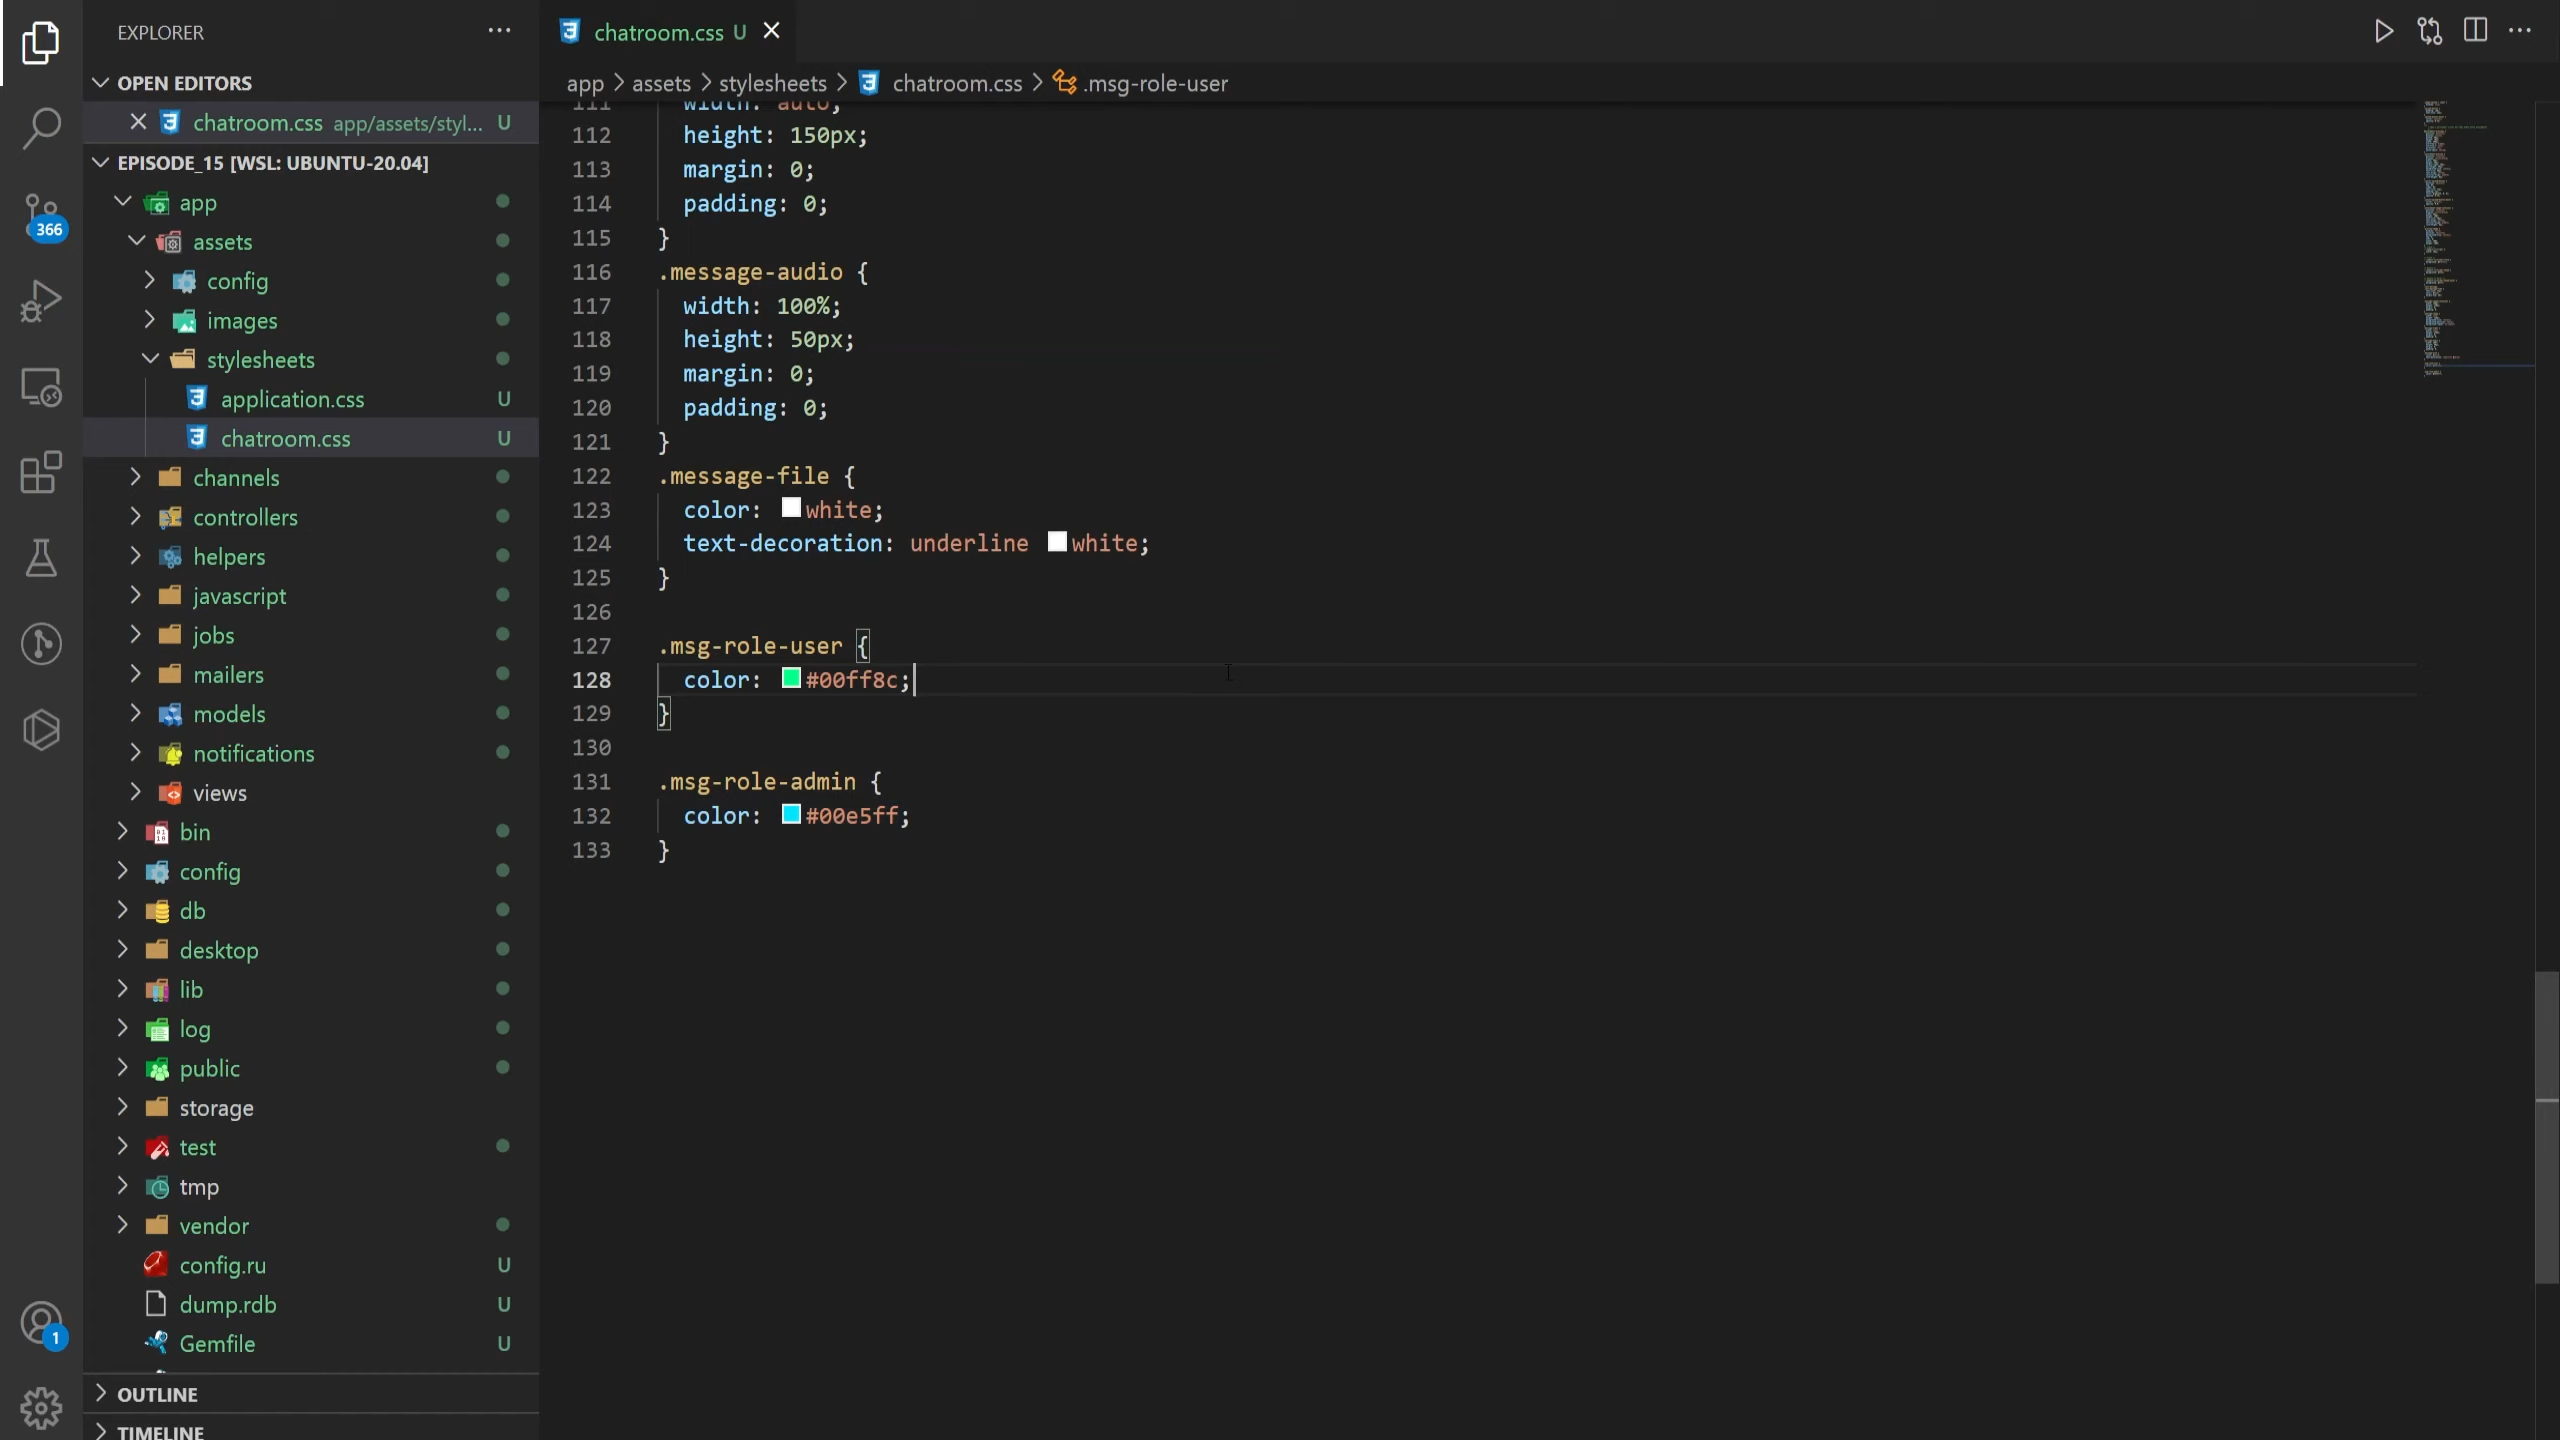 EXPLORER
OPEN EDITORS
chatroom.css app/assets/styl... U
EPISODE_15 [WSL: UBUNTU-20.04]
app
assets
config
images
stylesheets
application.css U
chatroom.css U
channels
controllers
helpers
javascript
jobs
mailers
models
notifications
views
bin
config
db
desktop
lib
log
public
storage
test
tmp
vendor
config.ru U
dump.rdb U
Gemfile U
OUTLINE
TIMELINE
366
1
chatroom.css U
app > assets > stylesheets > chatroom.css > .msg-role-user
111 width: auto;
112 height: 150px;
113 margin: 0;
114 padding: 0;
115 }
116 .message-audio {
117 width: 100%;
118 height: 50px;
119 margin: 0;
120 padding: 0;
121 }
122 .message-file {
123 color: white;
124 text-decoration: underline white;
125 }
126
127 .msg-role-user {
128 color: #00ff8c;
129 }
130
131 .msg-role-admin {
132 color: #00e5ff;
133 }